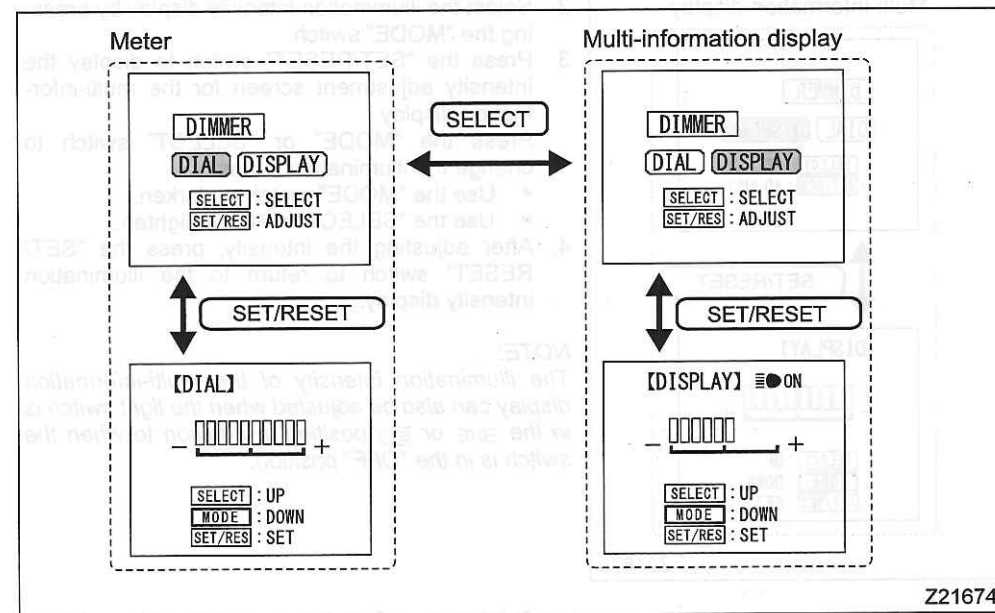 Meter
Multi-information display
DIMMER
DIAL DISPLAY
SELECT : SELECT
SET/RES : ADJUST
SELECT
DIMMER
DIAL DISPLAY
SELECT : SELECT
SET/RES : ADJUST
SET/RESET
SET/RESET
【DIAL】
- +
SELECT : UP
MODE : DOWN
SET/RES : SET
【DISPLAY】 ON
- +
SELECT : UP
MODE : DOWN
SET/RES : SET
Z21674